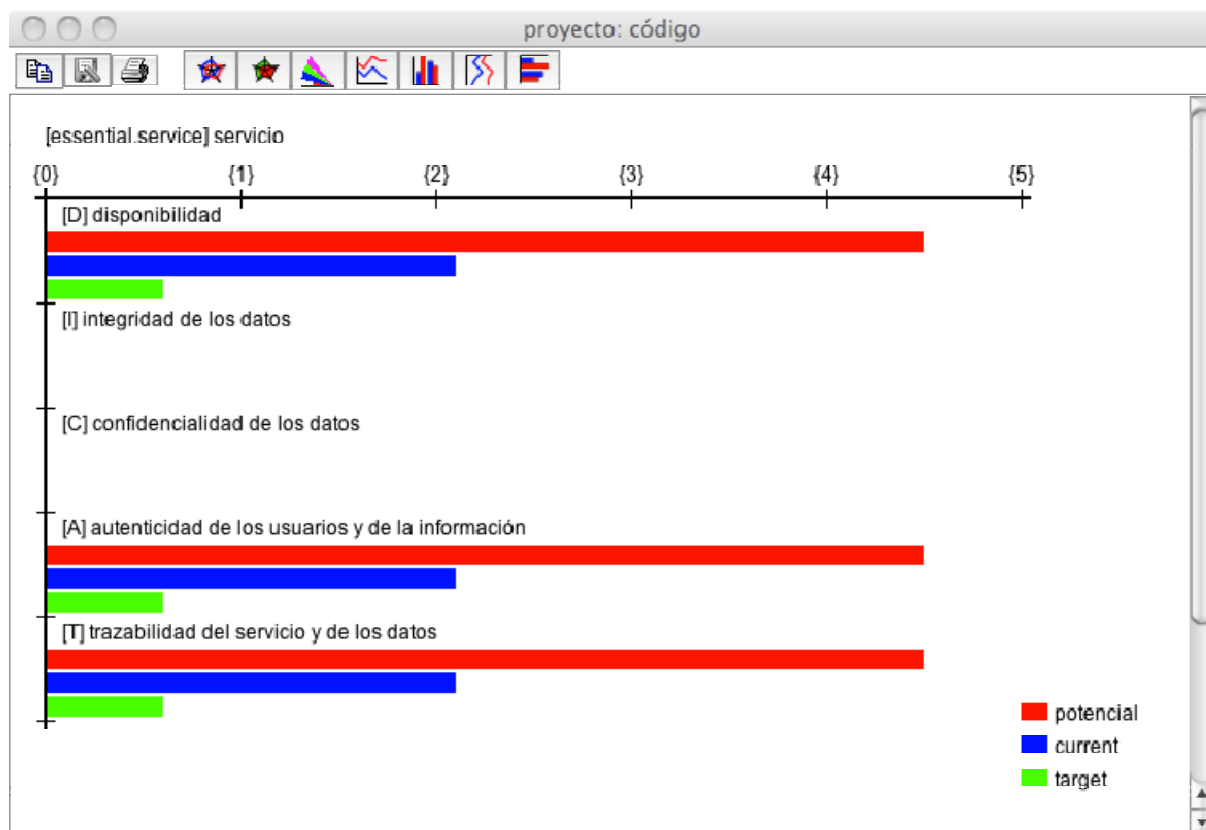 proyecto: código
[essential.service] servicio
{0} {1} {2} {3} {4} {5}
[D] disponibilidad
[I] integridad de los datos
[C] confidencialidad de los datos
[A] autenticidad de los usuarios y de la información
[T] trazabilidad del servicio y de los datos
potencial
current
target